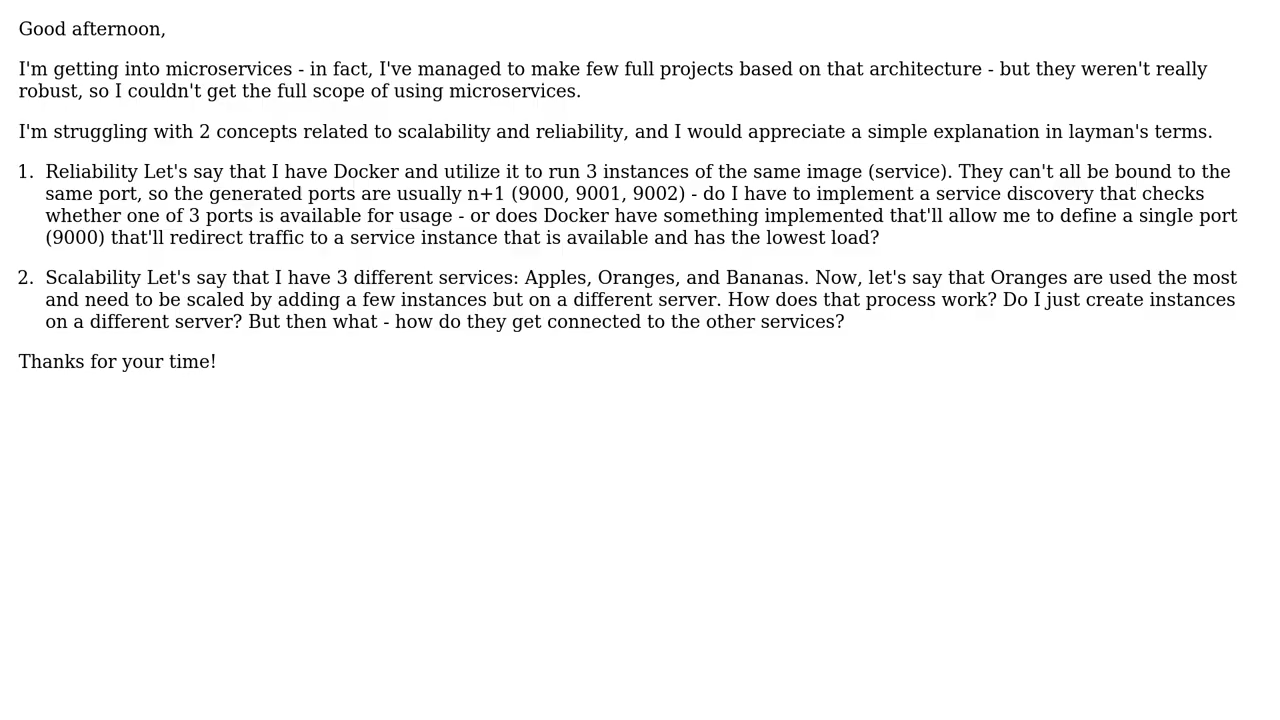 Good afternoon,
I'm getting into microservices - in fact, I've managed to make few full projects based on that architecture - but they weren't really
robust, so I couldn't get the full scope of using microservices.
I'm struggling with 2 concepts related to scalability and reliability, and I would appreciate a simple explanation in layman's terms.
1. Reliability Let's say that I have Docker and utilize it to run 3 instances of the same image (service). They can't all be bound to the
same port, so the generated ports are usually n+1 (9000, 9001, 9002) - do I have to implement a service discovery that checks
whether one of 3 ports is available for usage - or does Docker have something implemented that'll allow me to define a single port
(9000) that'll redirect traffic to a service instance that is available and has the lowest load?
2. Scalability Let's say that I have 3 different services: Apples, Oranges, and Bananas. Now, let's say that Oranges are used the most
and need to be scaled by adding a few instances but on a different server. How does that process work? Do I just create instances
on a different server? But then what - how do they get connected to the other services?
Thanks for your time!